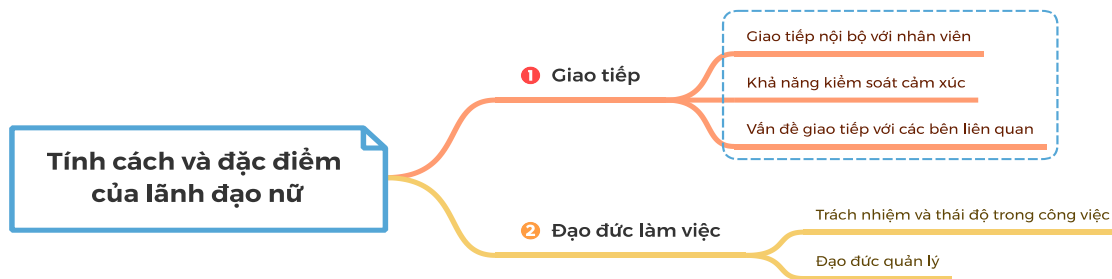 Tính cách và đặc điểm
của lãnh đạo nữ
1 Giao tiếp
Giao tiếp nội bộ với nhân viên
Khả năng kiểm soát cảm xúc
Vấn đề giao tiếp với các bên liên quan
2 Đạo đức làm việc
Trách nhiệm và thái độ trong công việc
Đạo đức quản lý